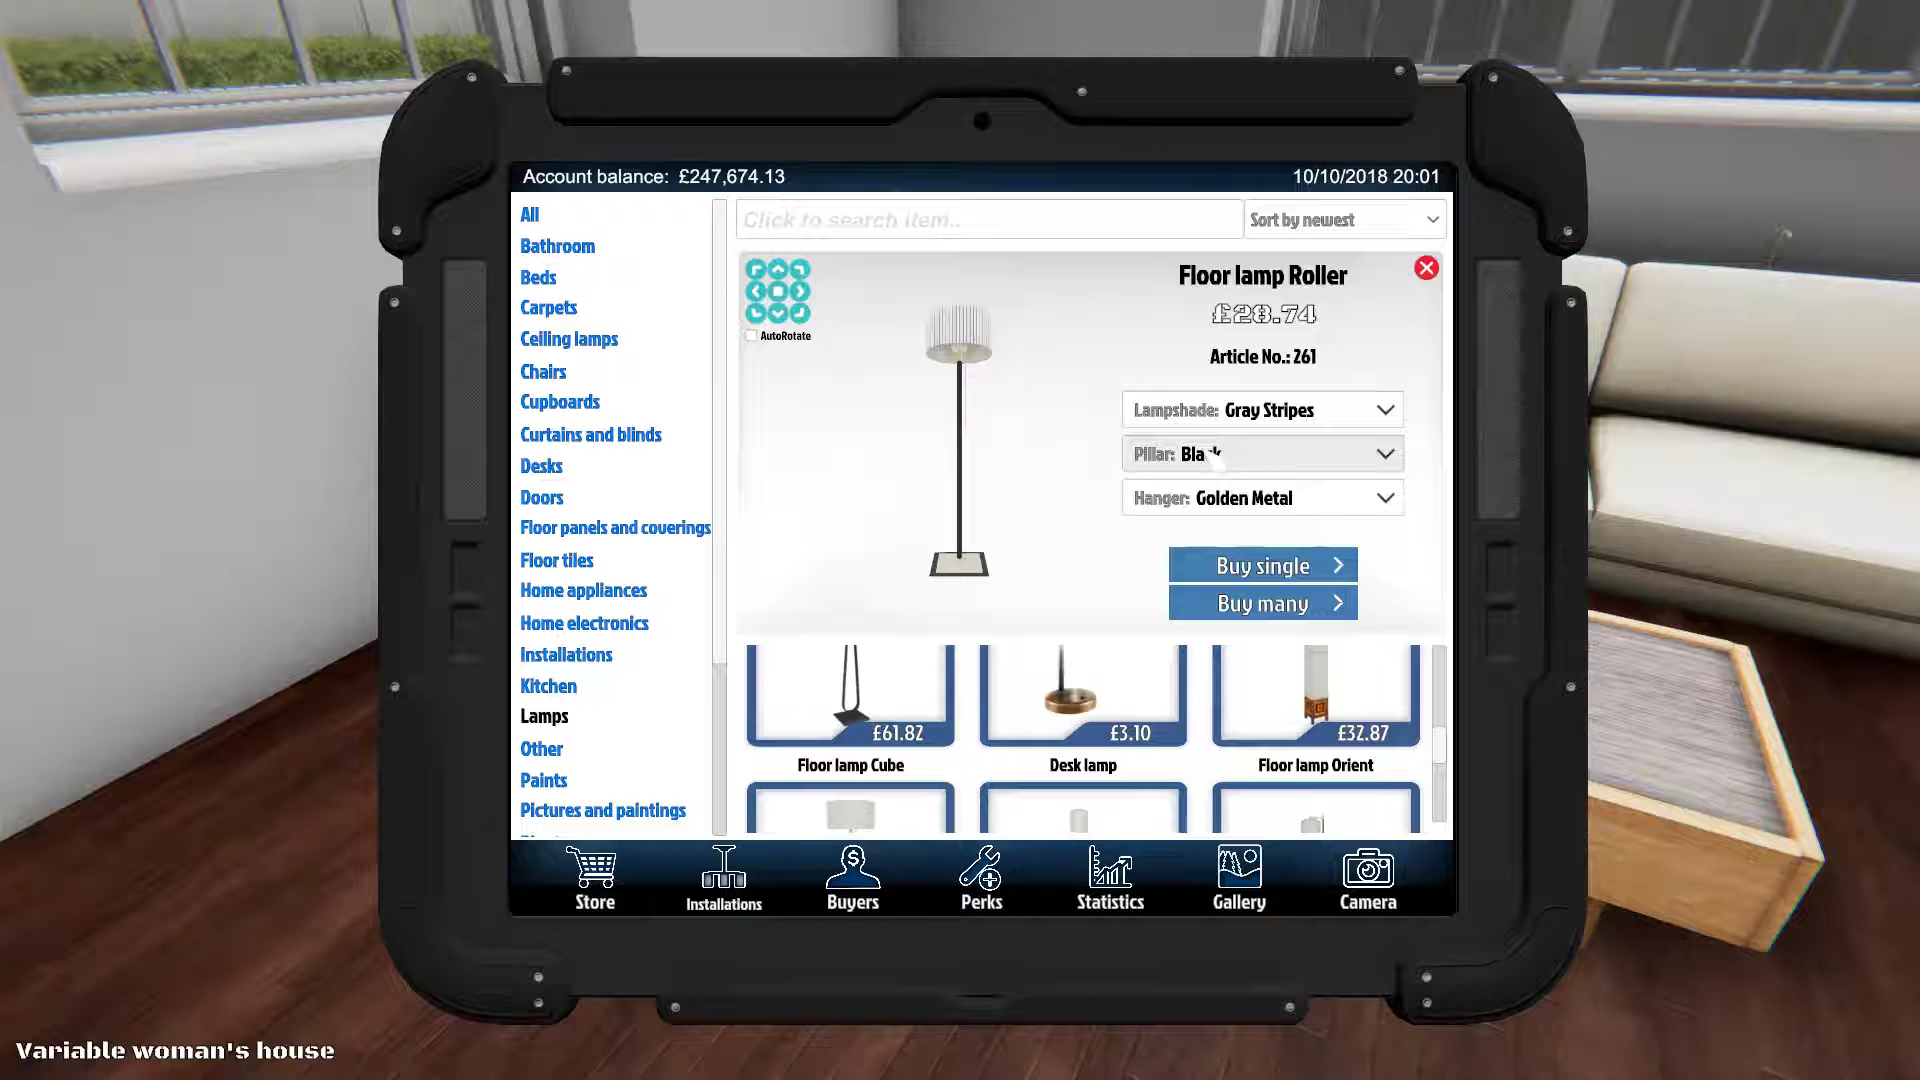 Account balance: £247,674.13
10/10/2018 20:01
All
Bathroom
Beds
Carpets
Ceiling lamps
Chairs
Cupboards
Curtains and blinds
Desks
Doors
Floor panels and coverings
Floor tiles
Home appliances
Home electronics
Installations
Kitchen
Lamps
Other
Paints
Pictures and paintings
Click to search item..
Sort by newest
AutoRotate
Floor lamp Roller
£28.74
Article No.: 261
Lampshade: Gray Stripes
Pillar: Black
Hanger: Golden Metal
Buy single
Buy many
£61.82
£3.10
£32.87
Floor lamp Cube
Desk lamp
Floor lamp Orient
Store
Installations
Buyers
Perks
Statistics
Gallery
Camera
Variable woman's house